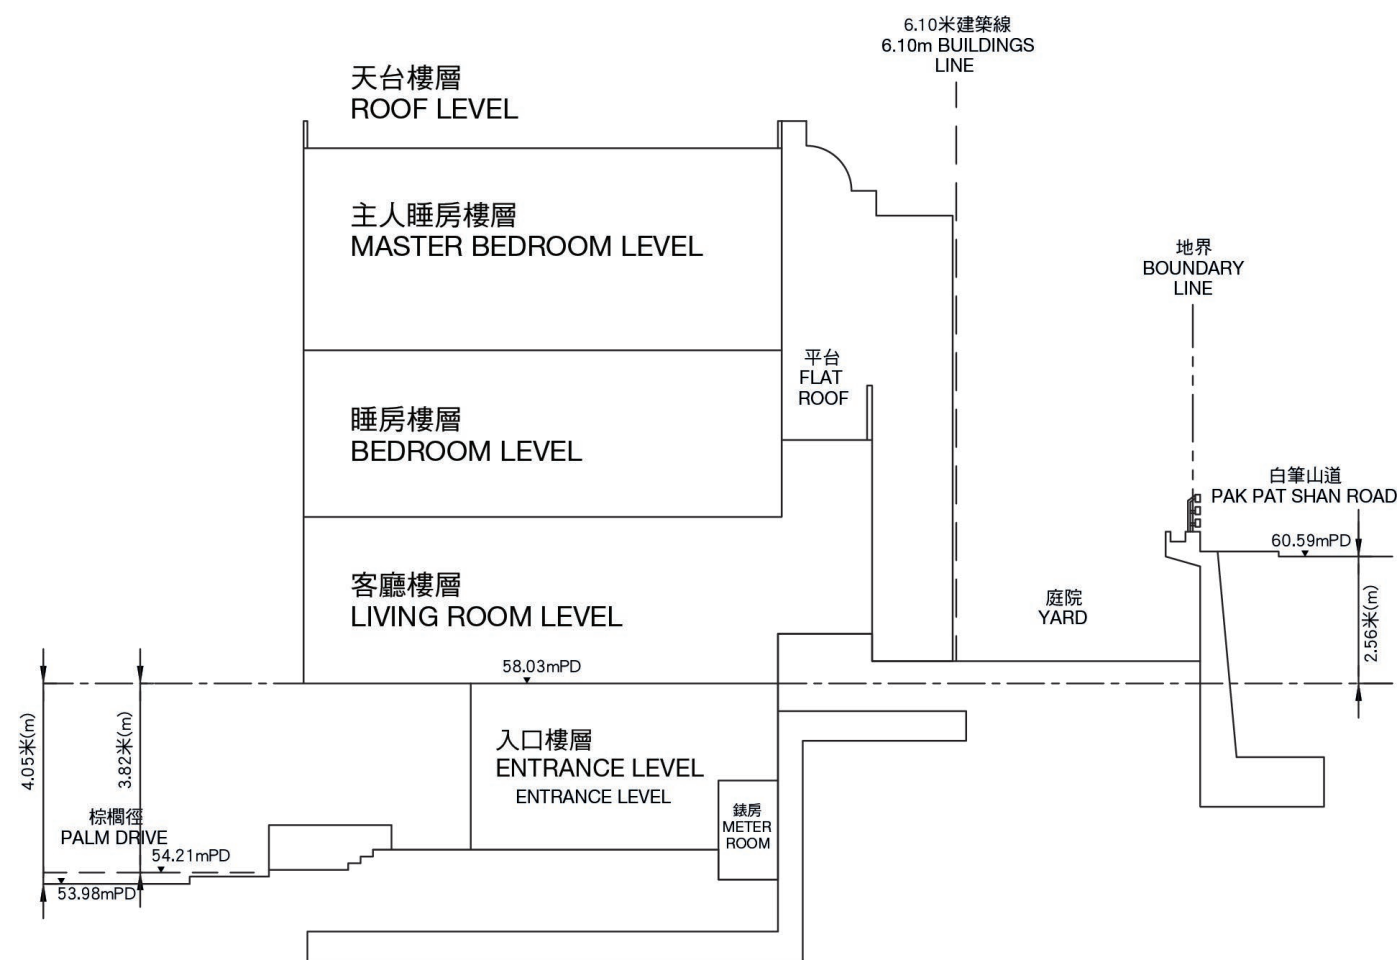 6.10米建築線
6.10m BUILDINGS
LINE
天台樓層
ROOF LEVEL
主人睡房樓層
MASTER BEDROOM LEVEL
地界
BOUNDARY
LINE
平台
FLAT
ROOF
睡房樓層
BEDROOM LEVEL
白筆山道
PAK PAT SHAN ROAD
60.59mPD
客廳樓層
LIVING ROOM LEVEL
庭院
YARD
2.56米(m)
58.03mPD
4.05米(m)
3.82米(m)
入口樓層
ENTRANCE LEVEL
ENTRANCE LEVEL
錶房
METER
ROOM
棕櫚徑
PALM DRIVE
54.21mPD
53.98mPD